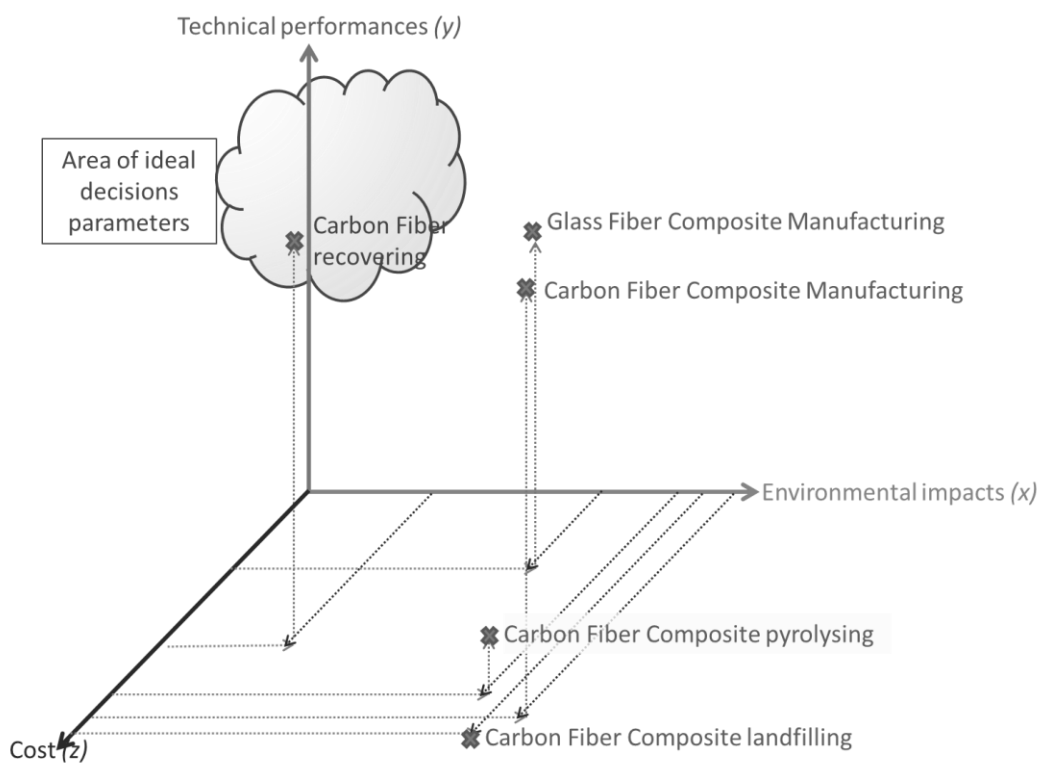 Technical performances (y)
Area of ideal
decisions
parameters
Carbon Fiber
recovering
Glass Fiber Composite Manufacturing
Carbon Fiber Composite Manufacturing
Environmental impacts (x)
Carbon Fiber Composite pyrolysing
Carbon Fiber Composite landfilling
Cost (z)